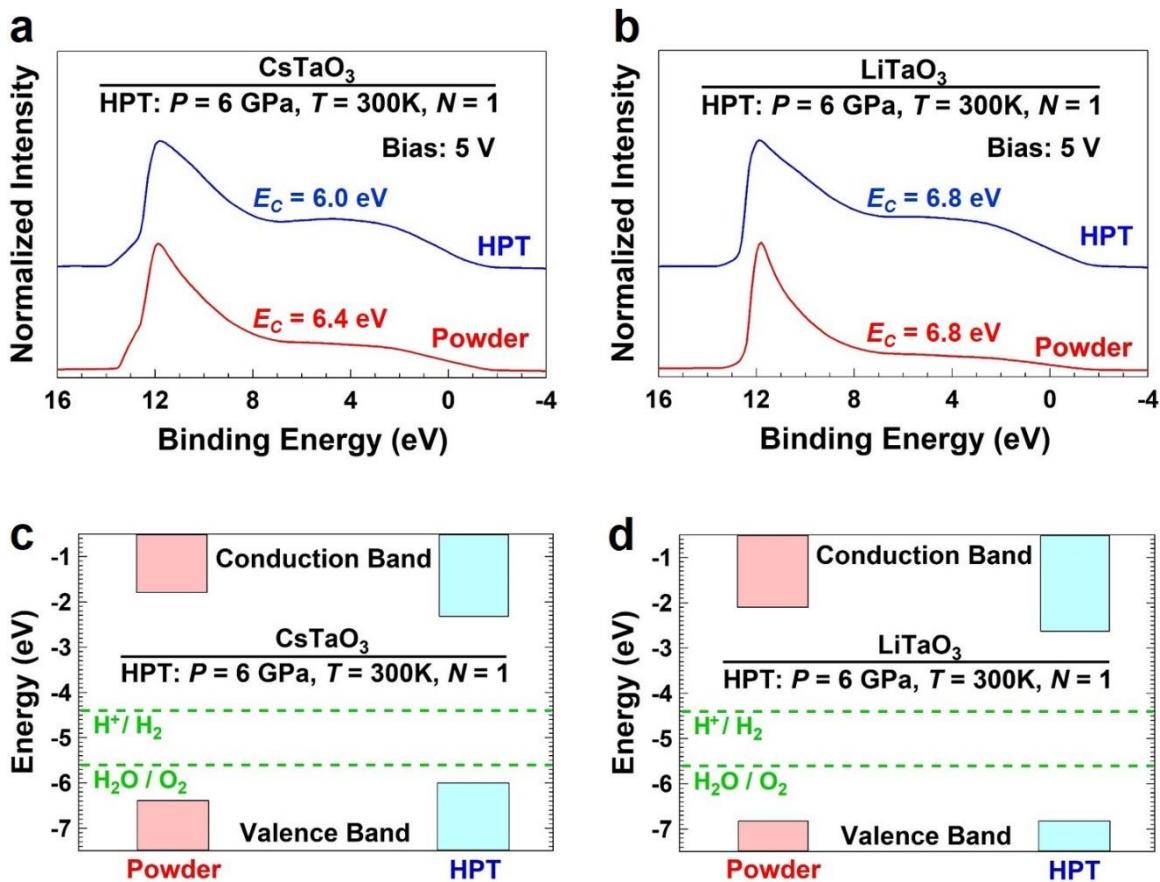 a
CsTaO₃
HPT: P = 6 GPa, T = 300K, N = 1
Bias: 5 V
E_C = 6.0 eV
HPT
E_C = 6.4 eV
Powder
Normalized Intensity
16 12 8 4 0 -4
Binding Energy (eV)
b
LiTaO₃
HPT: P = 6 GPa, T = 300K, N = 1
Bias: 5 V
E_C = 6.8 eV
HPT
E_C = 6.8 eV
Powder
Normalized Intensity
16 12 8 4 0 -4
Binding Energy (eV)
c
Energy (eV)
-1
-2
-3
-4
-5
-6
-7
Conduction Band
CsTaO₃
HPT: P = 6 GPa, T = 300K, N = 1
H⁺/ H₂
H₂O / O₂
Valence Band
Powder HPT
d
Energy (eV)
-1
-2
-3
-4
-5
-6
-7
Conduction Band
LiTaO₃
HPT: P = 6 GPa, T = 300K, N = 1
H⁺/ H₂
H₂O / O₂
Valence Band
Powder HPT